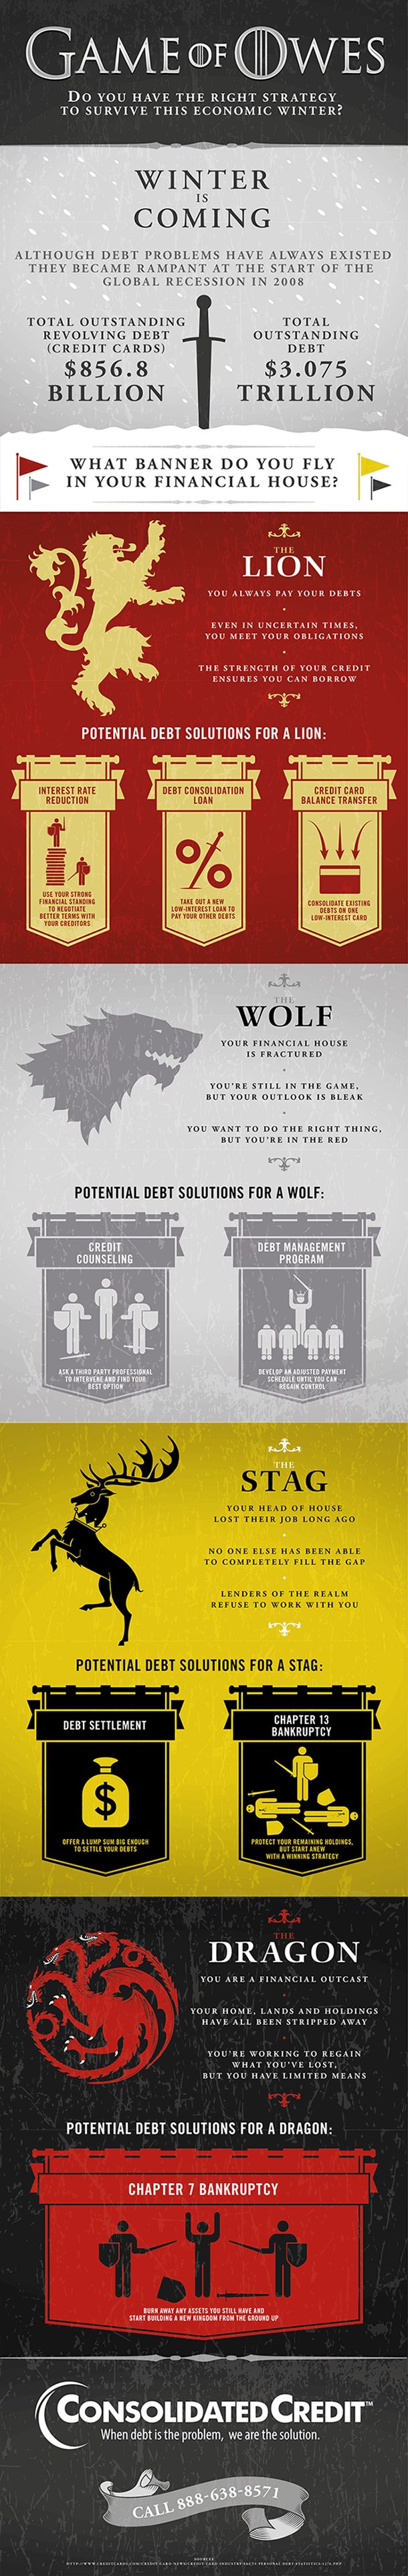 GAME OF OWES
DO YOU HAVE THE RIGHT STRATEGY
TO SURVIVE THIS ECONOMIC WINTER?
WINTER
IS
COMING
ALTHOUGH DEBT PROBLEMS HAVE ALWAYS EXISTED
THEY BECAME RAMPANT AT THE START OF THE
GLOBAL RECESSION IN 2008
TOTAL OUTSTANDING
REVOLVING DEBT
(CREDIT CARDS)
$856.8
BILLION
TOTAL
OUTSTANDING
DEBT
$3.075
TRILLION
WHAT BANNER DO YOU FLY
IN YOUR FINANCIAL HOUSE?
THE
LION
YOU ALWAYS PAY YOUR DEBTS
EVEN IN UNCERTAIN TIMES,
YOU MEET YOUR OBLIGATIONS
THE STRENGTH OF YOUR CREDIT
ENSURES YOU CAN BORROW
POTENTIAL DEBT SOLUTIONS FOR A LION:
INTEREST RATE
REDUCTION
USE YOUR STRONG
FINANCIAL STANDING
TO NEGOTIATE
BETTER TERMS WITH
YOUR CREDITORS
DEBT CONSOLIDATION
LOAN
%
TAKE OUT A NEW
LOW-INTEREST LOAN TO
PAY YOUR OTHER DEBTS
CREDIT CARD
BALANCE TRANSFER
CONSOLIDATE EXISTING
DEBTS ON ONE
LOW-INTEREST CARD
THE
WOLF
YOUR FINANCIAL HOUSE
IS FRACTURED
YOU'RE STILL IN THE GAME,
BUT YOUR OUTLOOK IS BLEAK
YOU WANT TO DO THE RIGHT THING,
BUT YOU'RE IN THE RED
POTENTIAL DEBT SOLUTIONS FOR A WOLF:
CREDIT
COUNSELING
ASK A THIRD PARTY PROFESSIONAL
TO INTERVENE AND FIND YOUR
BEST OPTION
DEBT MANAGEMENT
PROGRAM
DEVELOP AN ADJUSTED PAYMENT
SCHEDULE UNTIL YOU CAN
REGAIN CONTROL
THE
STAG
YOUR HEAD OF HOUSE
LOST THEIR JOB LONG AGO
NO ONE ELSE HAS BEEN ABLE
TO COMPLETELY FILL THE GAP
LENDERS OF THE REALM
REFUSE TO WORK WITH YOU
POTENTIAL DEBT SOLUTIONS FOR A STAG:
DEBT SETTLEMENT
$
OFFER A LUMP SUM BIG ENOUGH
TO SETTLE YOUR DEBTS
CHAPTER 13
BANKRUPTCY
PROTECT YOUR REMAINING HOLDINGS,
BUT START ANEW
WITH A WINNING STRATEGY
THE
DRAGON
YOU ARE A FINANCIAL OUTCAST
YOUR HOME, LANDS AND HOLDINGS
HAVE ALL BEEN STRIPPED AWAY
YOU'RE WORKING TO REGAIN
WHAT YOU'VE LOST,
BUT YOU HAVE LIMITED MEANS
POTENTIAL DEBT SOLUTIONS FOR A DRAGON:
CHAPTER 7 BANKRUPTCY
BURN AWAY ANY ASSETS YOU STILL HAVE AND
START BUILDING A NEW KINGDOM FROM THE GROUND UP
CONSOLIDATED CREDIT™
When debt is the problem, we are the solution.
CALL 888-638-8571
SOURCES
HTTP://WWW.CREDITCARDS.COM/CREDIT-CARD-NEWS/CREDIT-CARD-INDUSTRY-FACTS-PERSONAL-DEBT-STATISTICS-1276.PHP